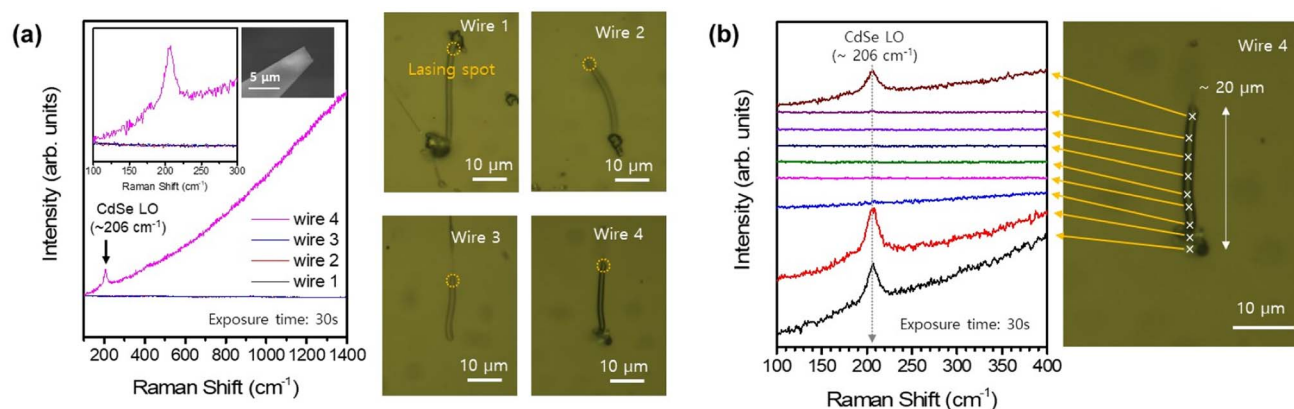 (a)
Intensity (arb. units)
Intensity (arb. units)
100 150 200 250 300
Raman Shift (cm⁻¹)
5 μm
CdSe LO
(~206 cm⁻¹)
wire 4
wire 3
wire 2
wire 1
Exposure time: 30s
200 400 600 800 1000 1200 1400
Raman Shift (cm⁻¹)
Wire 1
Lasing spot
10 μm
Wire 2
10 μm
Wire 3
10 μm
Wire 4
10 μm
(b)
CdSe LO
(~ 206 cm⁻¹)
Intensity (arb. units)
Exposure time: 30s
100 150 200 250 300 350 400
Raman Shift (cm⁻¹)
Wire 4
~ 20 μm
10 μm